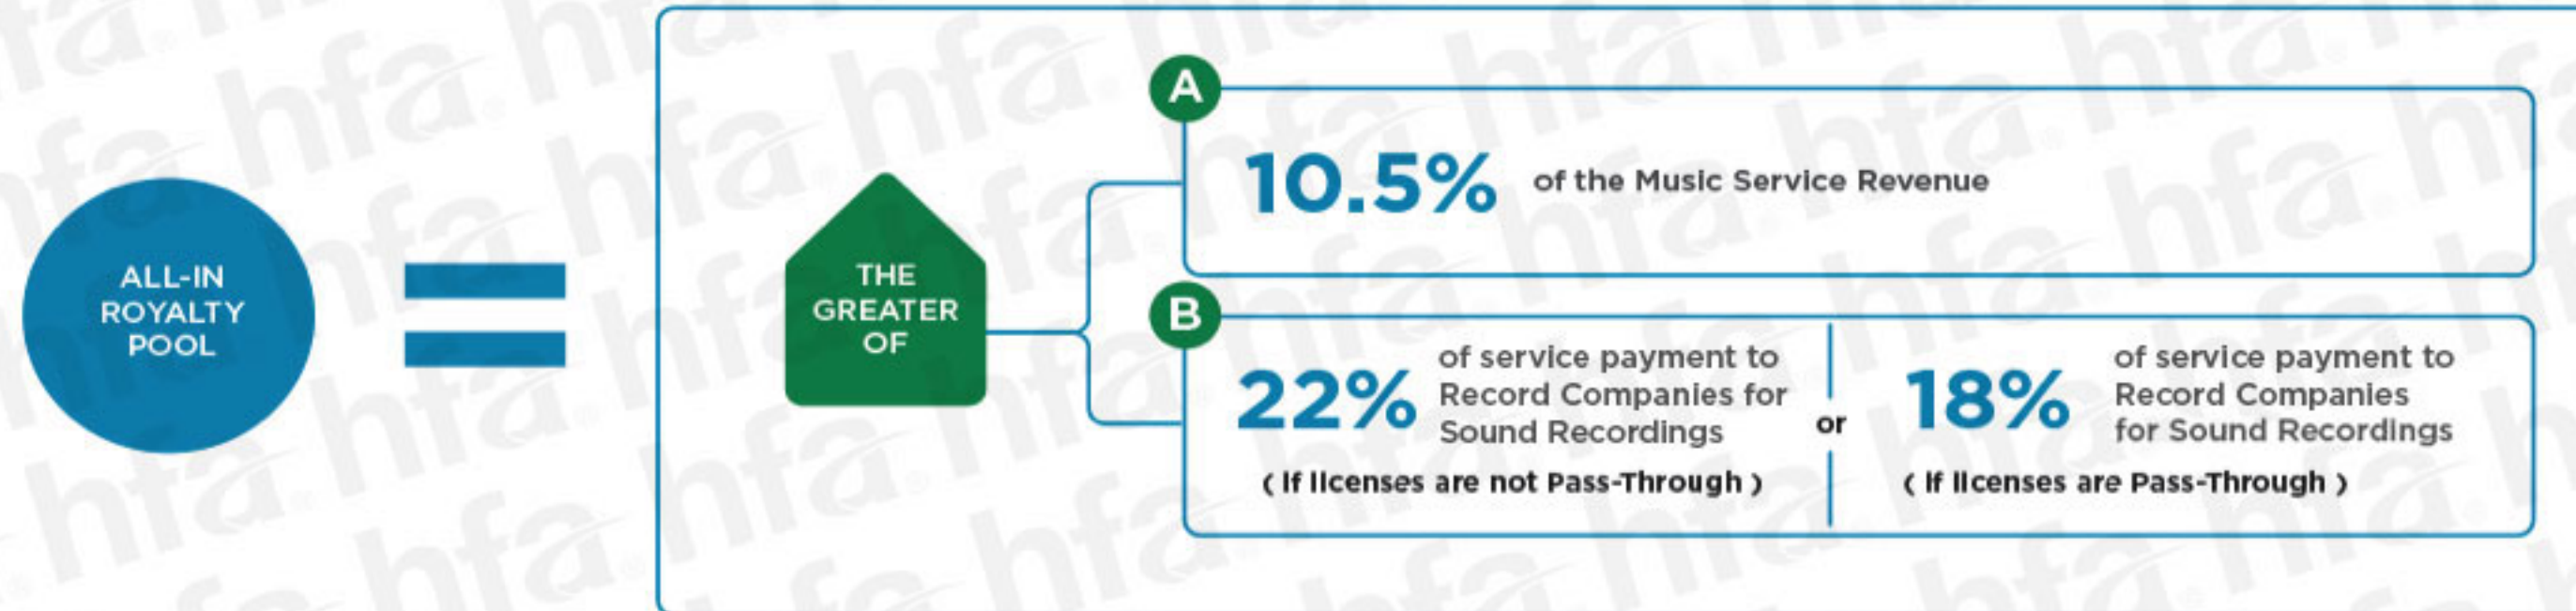 ALL-IN
ROYALTY
POOL
THE
GREATER
OF
A
10.5% of the Music Service Revenue
B
22% of service payment to
Record Companies for
Sound Recordings
( If licenses are not Pass-Through )
or
18% of service payment to
Record Companies
for Sound Recordings
( If licenses are Pass-Through )
hfa